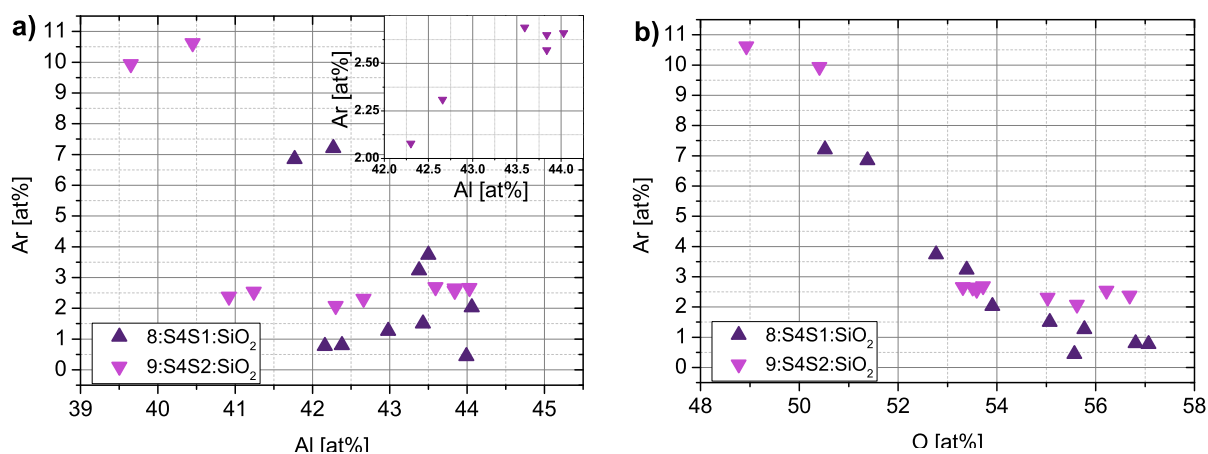 a)
11
10
9
8
7
6
5
4
3
2
1
0
Ar [at%]
39 40 41 42 43 44 45
Al [at%]
8:S4S1:SiO2
9:S4S2:SiO2
2.50
2.25
2.00
Ar [at%]
42.0 42.5 43.0 43.5 44.0
Al [at%]
b)
11
10
9
8
7
6
5
4
3
2
1
0
Ar [at%]
48 50 52 54 56 58
O [at%]
8:S4S1:SiO2
9:S4S2:SiO2